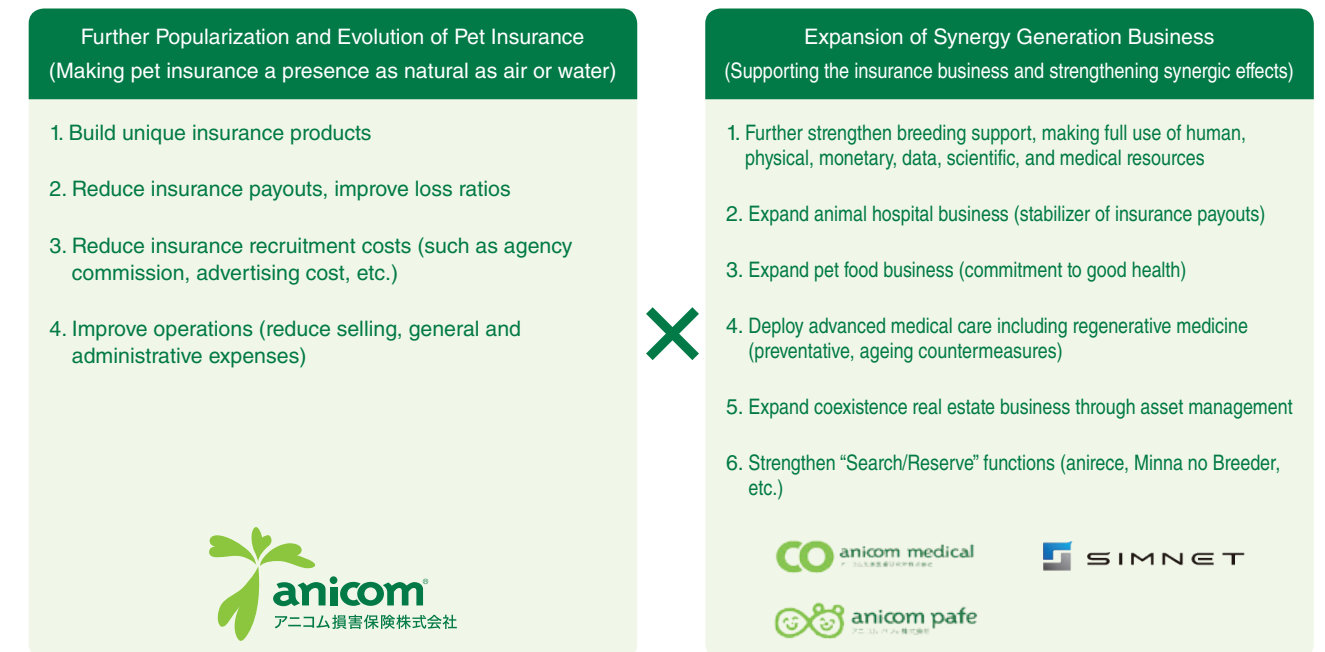 Further Popularization and Evolution of Pet Insurance
(Making pet insurance a presence as natural as air or water)
1. Build unique insurance products
2. Reduce insurance payouts, improve loss ratios
3. Reduce insurance recruitment costs (such as agency
commission, advertising cost, etc.)
4. Improve operations (reduce selling, general and
administrative expenses)
anicom®
アニコム損害保険株式会社
×
Expansion of Synergy Generation Business
(Supporting the insurance business and strengthening synergic effects)
1. Further strengthen breeding support, making full use of human,
physical, monetary, data, scientific, and medical resources
2. Expand animal hospital business (stabilizer of insurance payouts)
3. Expand pet food business (commitment to good health)
4. Deploy advanced medical care including regenerative medicine
(preventative, ageing countermeasures)
5. Expand coexistence real estate business through asset management
6. Strengthen “Search/Reserve” functions (anirece, Minna no Breeder,
etc.)
anicom medical
SIMNET
anicom pafe